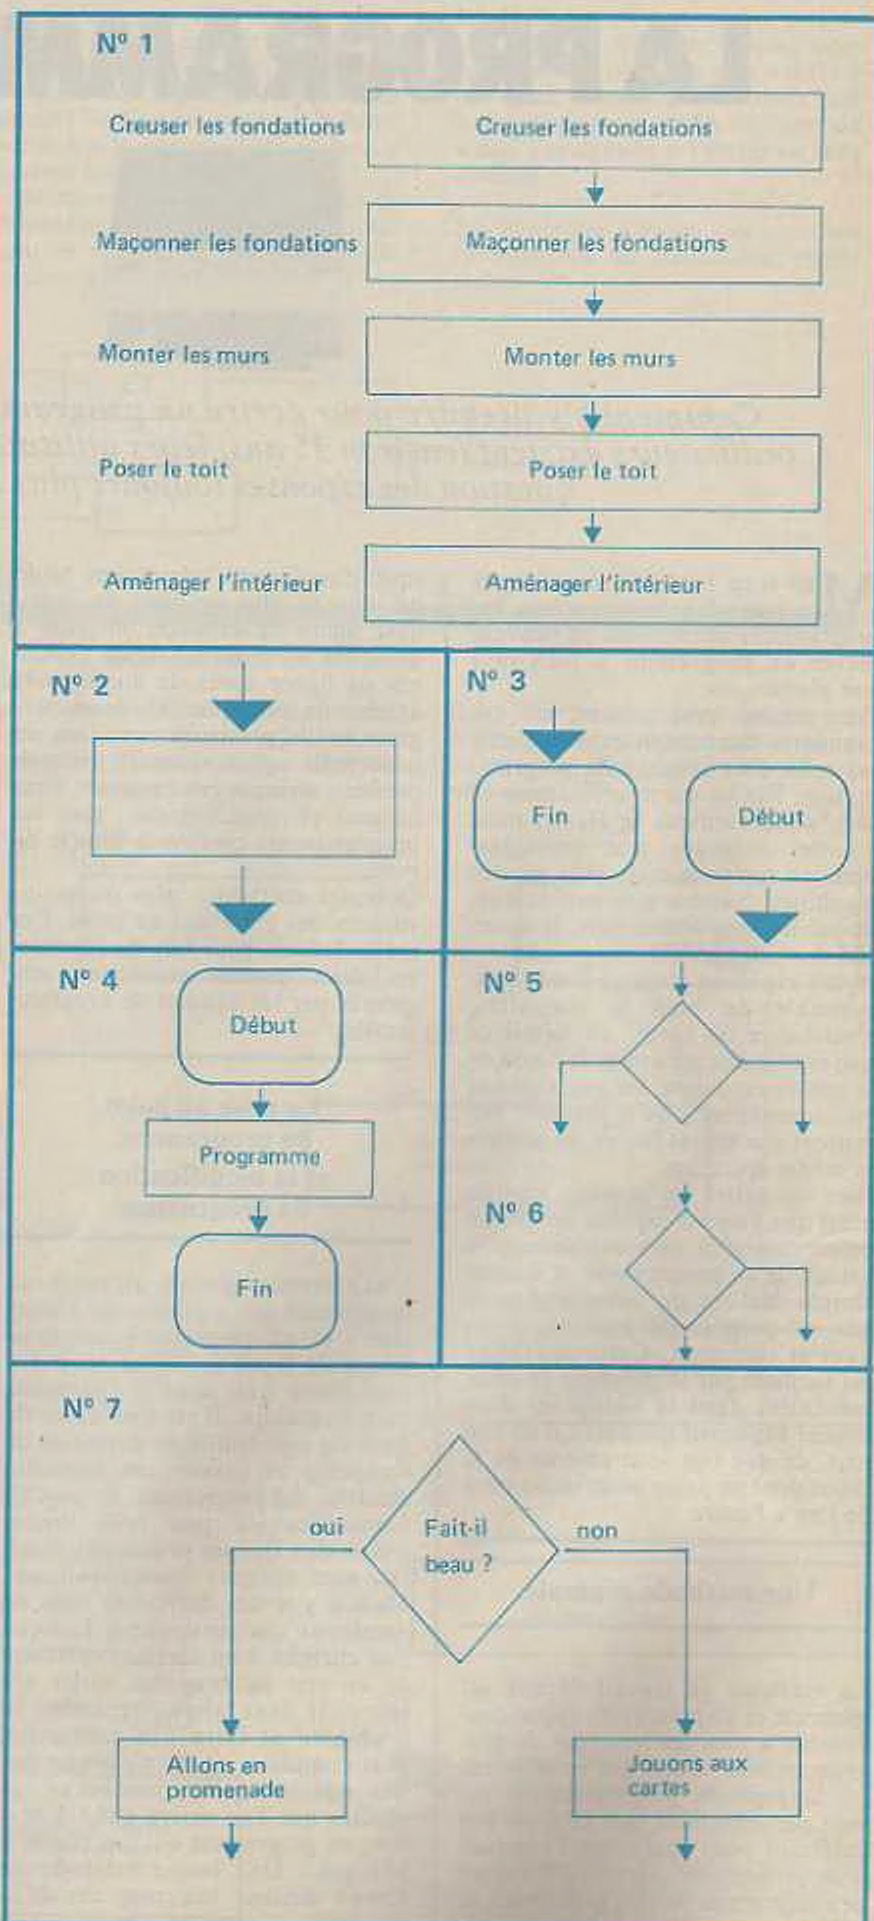 N° 1
Creuser les fondations
Creuser les fondations
Maçonner les fondations
Maçonner les fondations
Monter les murs
Monter les murs
Poser le toit
Poser le toit
Aménager l'intérieur
Aménager l'intérieur
N° 2
N° 3
Fin
Début
N° 4
Début
Programme
Fin
N° 5
N° 6
N° 7
oui
Fait-il
beau ?
non
Allons en
promenade
Jouons aux
cartes